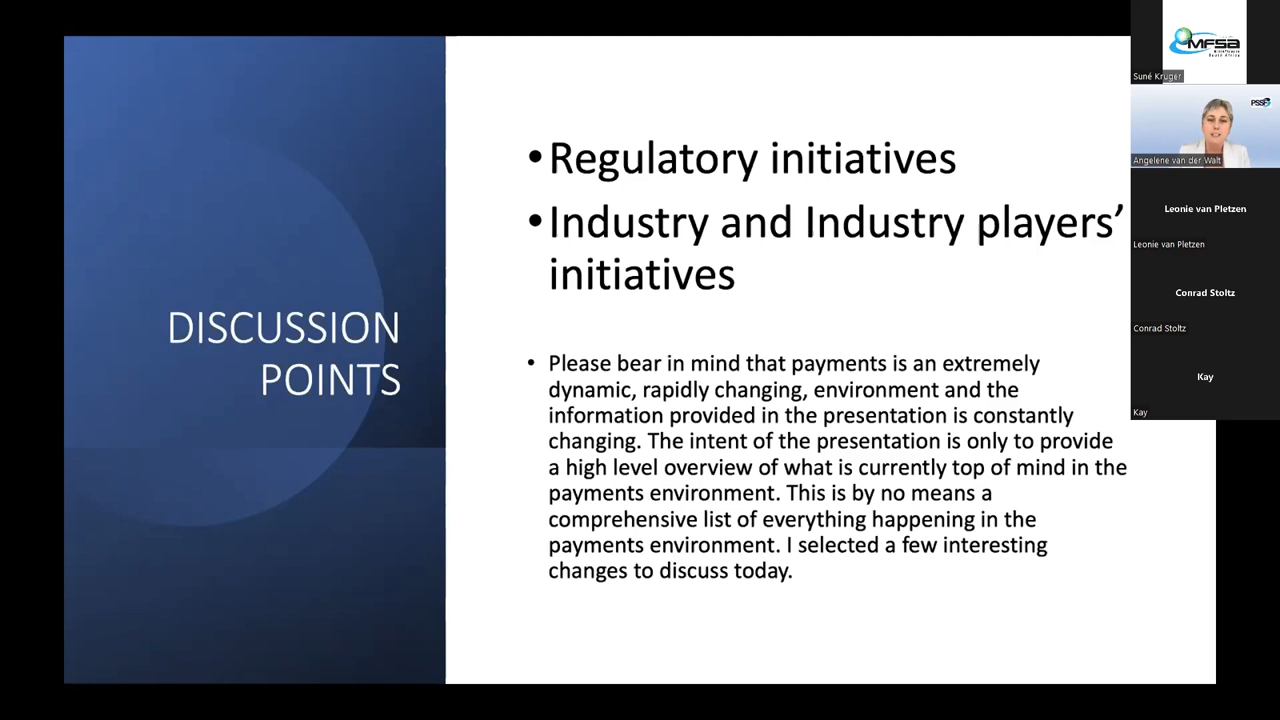 DISCUSSION
POINTS
•Regulatory initiatives
•Industry and Industry players’
initiatives
• Please bear in mind that payments is an extremely
dynamic, rapidly changing, environment and the
information provided in the presentation is constantly
changing. The intent of the presentation is only to provide
a high level overview of what is currently top of mind in the
payments environment. This is by no means a
comprehensive list of everything happening in the
payments environment. I selected a few interesting
changes to discuss today.
MFSA
South Africa
Suné Kruger
PSSF
Angelene van der Walt
Leonie van Pletzen
Leonie van Pletzen
Conrad Stoltz
Conrad Stoltz
Kay
Kay